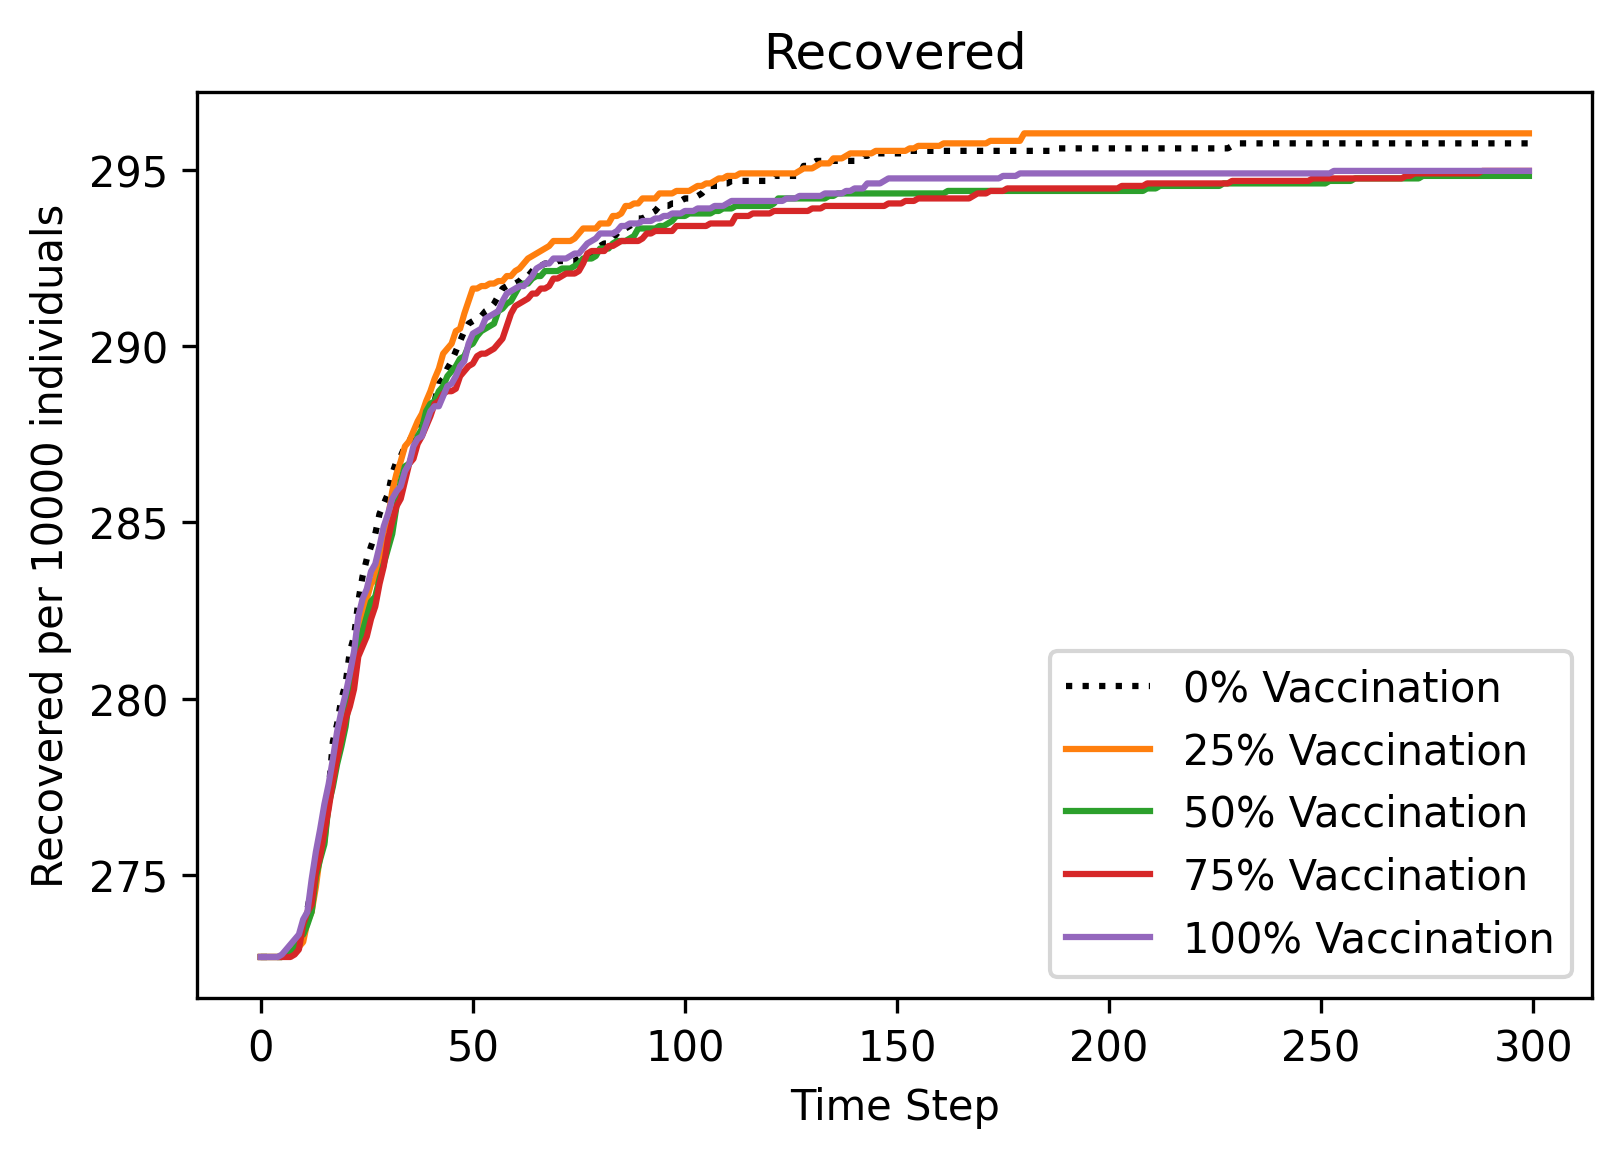 Recovered
Recovered per 10000 individuals
295
290
285
280
275
0% Vaccination
25% Vaccination
50% Vaccination
75% Vaccination
100% Vaccination
0 50 100 150 200 250 300
Time Step